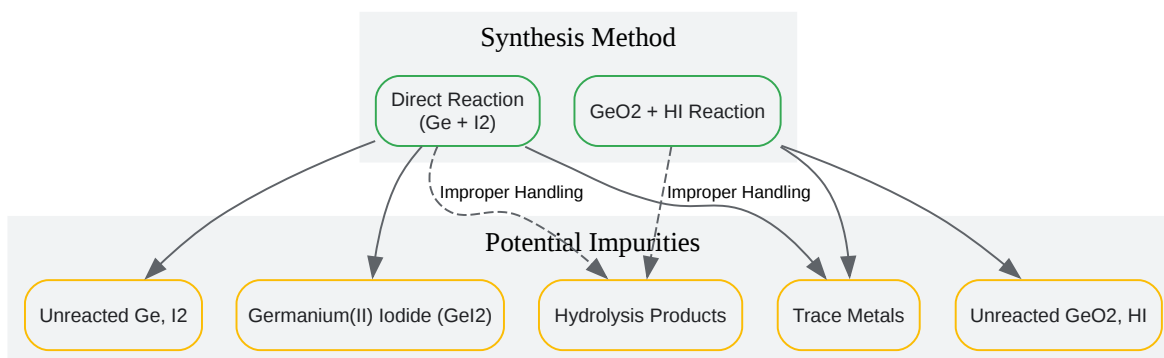 Synthesis Method
Direct Reaction
(Ge + I2)
GeO2 + HI Reaction
Improper Handling
Improper Handling
Potential Impurities
Unreacted Ge, I2
Germanium(II) Iodide (GeI2)
Hydrolysis Products
Trace Metals
Unreacted GeO2, HI